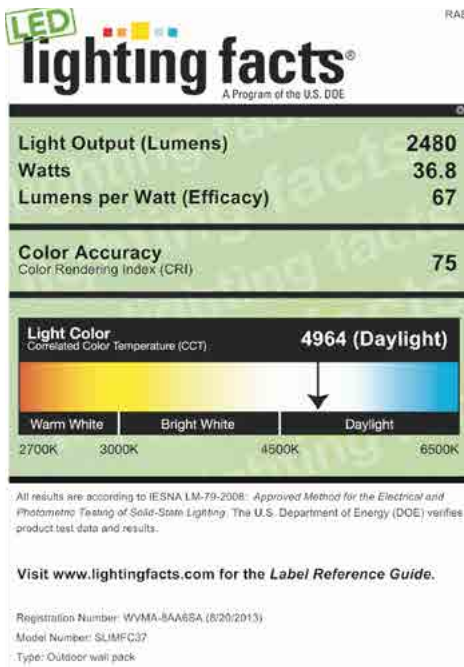 LED
RAB
lighting facts®
A Program of the U.S. DOE
Light Output (Lumens) 2480
Watts 36.8
Lumens per Watt (Efficacy) 67
Color Accuracy 75
Color Rendering Index (CRI)
Light Color 4964 (Daylight)
Correlated Color Temperature (CCT)
Warm White Bright White Daylight
2700K 3000K 4500K 6500K
All results are according to IESNA LM-79-2008: Approved Method for the Electrical and
Photometric Testing of Solid-State Lighting. The U.S. Department of Energy (DOE) verifies
product test data and results.
Visit www.lightingfacts.com for the Label Reference Guide.
Registration Number: WVMA-8AA6SA (8/20/2013)
Model Number: SLIMFC37
Type: Outdoor wall pack